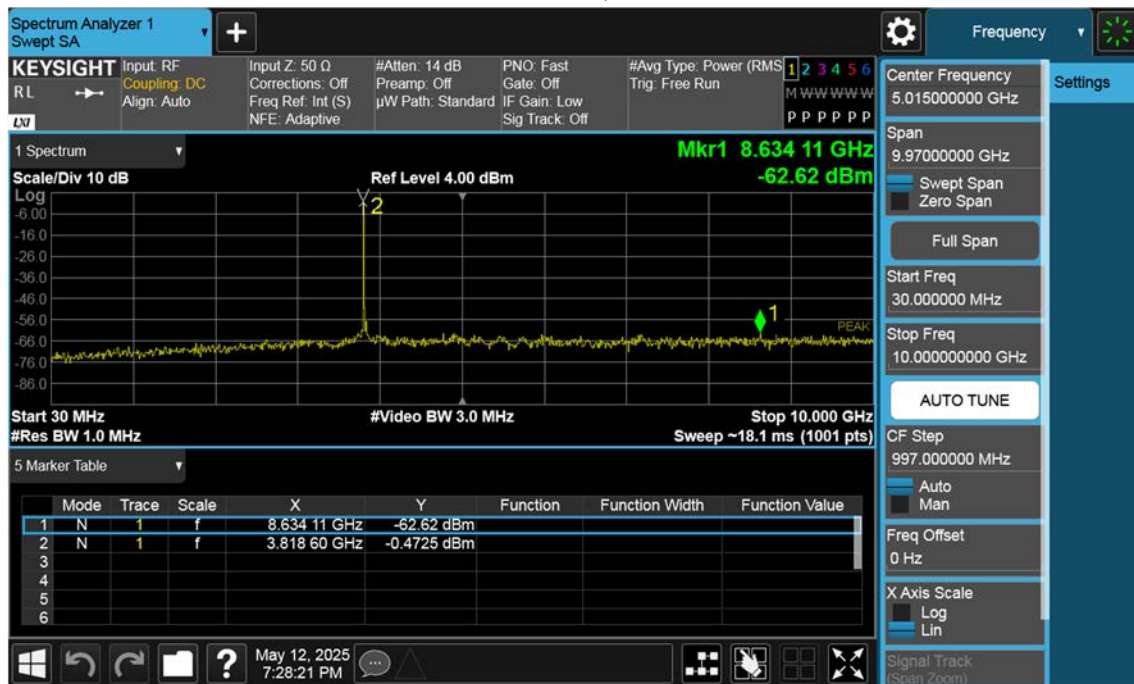 Spectrum Analyzer 1
Swept SA
+
Frequency
KEYSIGHT
RL
LXI
Input: RF
Coupling: DC
Align: Auto
Input Z: 50 Ω
Corrections: Off
Freq Ref: Int (S)
NFE: Adaptive
#Atten: 14 dB
Preamp: Off
µW Path: Standard
PNO: Fast
Gate: Off
IF Gain: Low
Sig Track: Off
#Avg Type: Power (RMS
Trig: Free Run
1 2 3 4 5 6
M W W W W W
P P P P P P
Center Frequency
5.015000000 GHz
Settings
1 Spectrum
Mkr1 8.634 11 GHz
Scale/Div 10 dB
Ref Level 4.00 dBm
-62.62 dBm
Log
-6.00
-16.0
-26.0
-36.0
-46.0
-56.0
-66.0
-76.0
-86.0
2
1
PEAK
Start 30 MHz
#Video BW 3.0 MHz
Stop 10.000 GHz
#Res BW 1.0 MHz
Sweep ~18.1 ms (1001 pts)
Span
9.97000000 GHz
Swept Span
Zero Span
Full Span
Start Freq
30.000000 MHz
Stop Freq
10.000000000 GHz
AUTO TUNE
CF Step
997.000000 MHz
Auto
Man
Freq Offset
0 Hz
X Axis Scale
Log
Lin
Signal Track
(Span Zoom)
5 Marker Table
Mode Trace Scale X Y Function Function Width Function Value
1 N 1 f 8.634 11 GHz -62.62 dBm
2 N 1 f 3.818 60 GHz -0.4725 dBm
3
4
5
6
?
May 12, 2025
7:28:21 PM